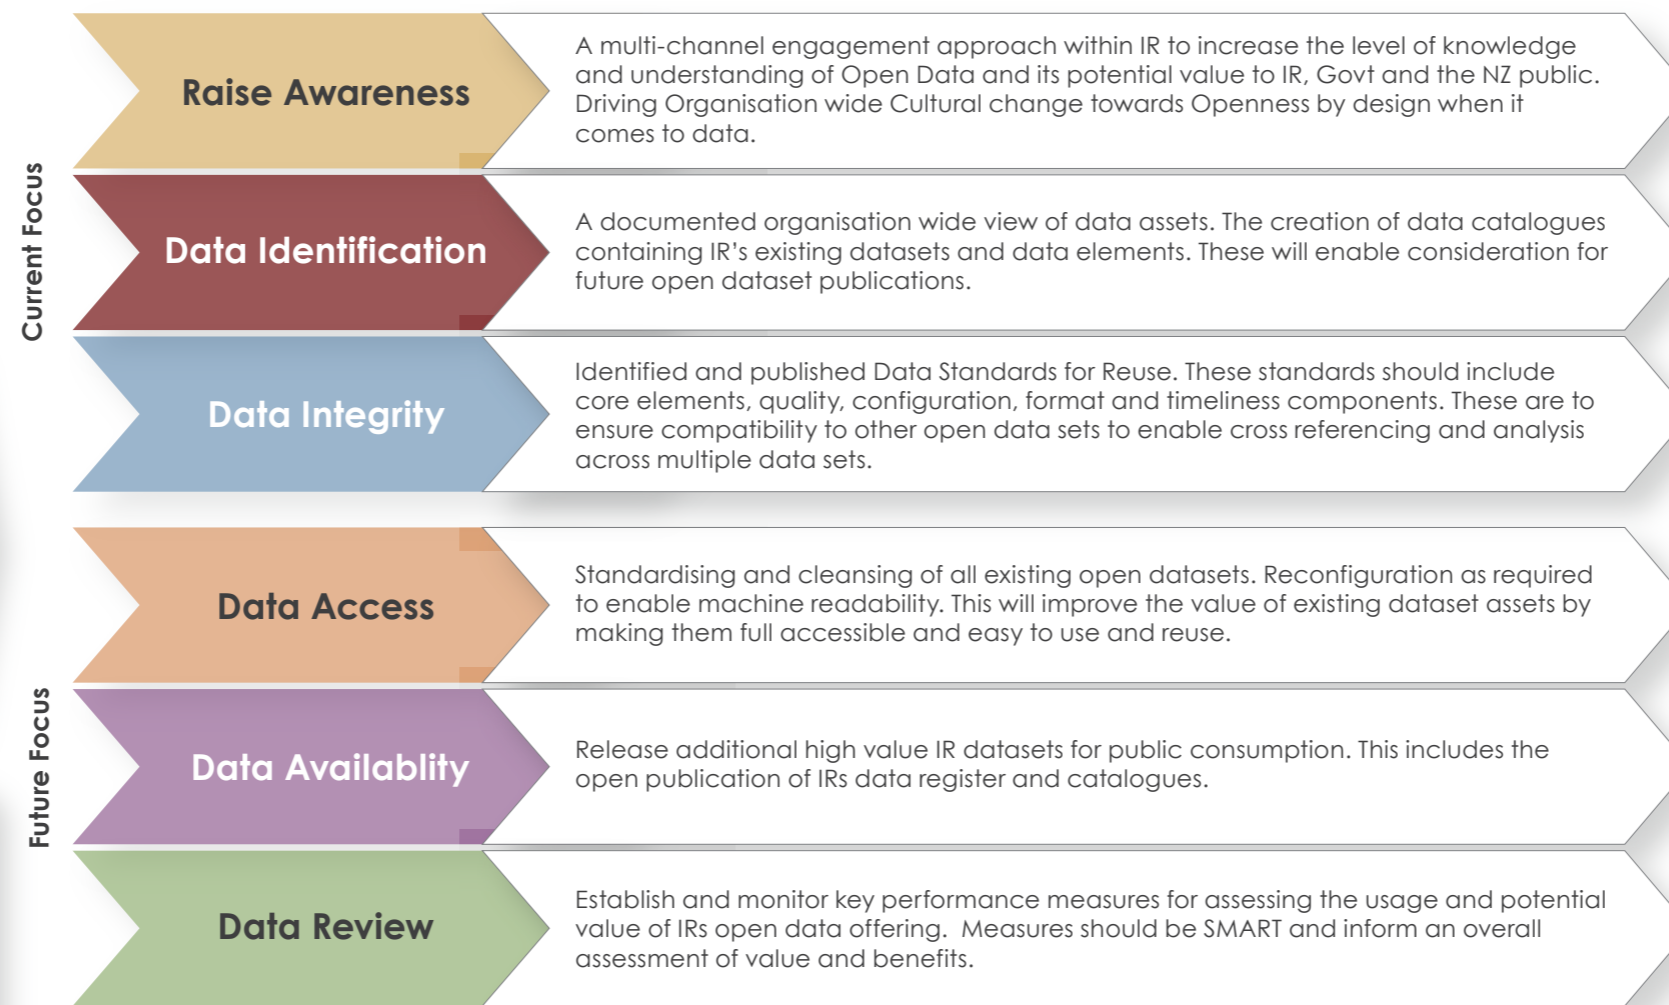 Current Focus
Raise Awareness
A multi-channel engagement approach within IR to increase the level of knowledge
and understanding of Open Data and its potential value to IR, Govt and the NZ public.
Driving Organisation wide Cultural change towards Openness by design when it
comes to data.
Data Identification
A documented organisation wide view of data assets. The creation of data catalogues
containing IR’s existing datasets and data elements. These will enable consideration for
future open dataset publications.
Data Integrity
Identified and published Data Standards for Reuse. These standards should include
core elements, quality, configuration, format and timeliness components. These are to
ensure compatibility to other open data sets to enable cross referencing and analysis
across multiple data sets.
Future Focus
Data Access
Standardising and cleansing of all existing open datasets. Reconfiguration as required
to enable machine readability. This will improve the value of existing dataset assets by
making them full accessible and easy to use and reuse.
Data Availablity
Release additional high value IR datasets for public consumption. This includes the
open publication of IRs data register and catalogues.
Data Review
Establish and monitor key performance measures for assessing the usage and potential
value of IRs open data offering.  Measures should be SMART and inform an overall
assessment of value and benefits.